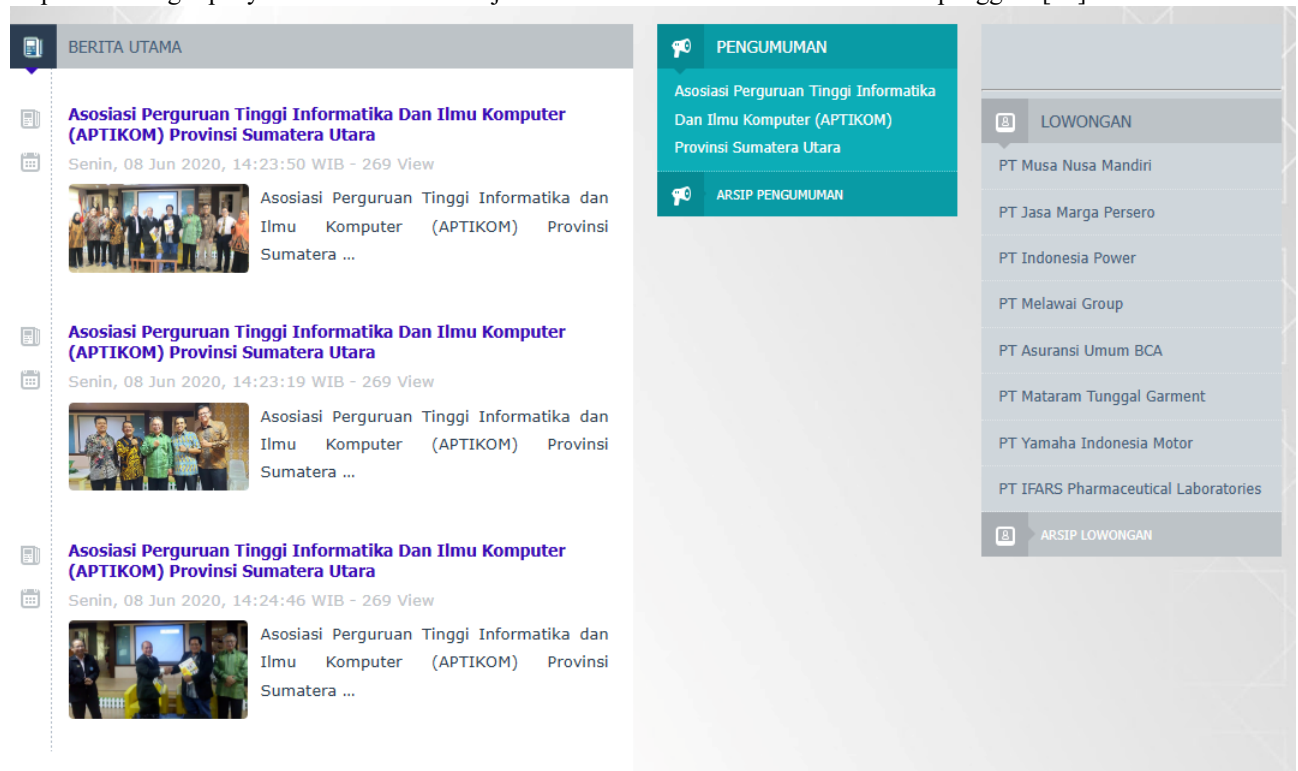 BERITA UTAMA
Asosiasi Perguruan Tinggi Informatika Dan Ilmu Komputer
(APTIKOM) Provinsi Sumatera Utara
Senin, 08 Jun 2020, 14:23:50 WIB - 269 View
Asosiasi Perguruan Tinggi Informatika dan
Ilmu Komputer (APTIKOM) Provinsi
Sumatera ...
Asosiasi Perguruan Tinggi Informatika Dan Ilmu Komputer
(APTIKOM) Provinsi Sumatera Utara
Senin, 08 Jun 2020, 14:23:19 WIB - 269 View
Asosiasi Perguruan Tinggi Informatika dan
Ilmu Komputer (APTIKOM) Provinsi
Sumatera ...
Asosiasi Perguruan Tinggi Informatika Dan Ilmu Komputer
(APTIKOM) Provinsi Sumatera Utara
Senin, 08 Jun 2020, 14:24:46 WIB - 269 View
Asosiasi Perguruan Tinggi Informatika dan
Ilmu Komputer (APTIKOM) Provinsi
Sumatera ...
PENGUMUMAN
Asosiasi Perguruan Tinggi Informatika
Dan Ilmu Komputer (APTIKOM)
Provinsi Sumatera Utara
ARSIP PENGUMUMAN
LOWONGAN
PT Musa Nusa Mandiri
PT Jasa Marga Persero
PT Indonesia Power
PT Melawai Group
PT Asuransi Umum BCA
PT Mataram Tunggal Garment
PT Yamaha Indonesia Motor
PT IFARS Pharmaceutical Laboratories
ARSIP LOWONGAN